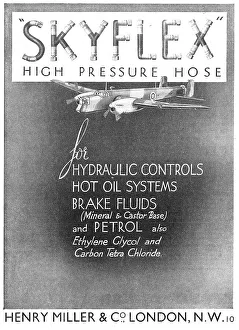 "SKYFLEX"
HIGH PRESSURE HOSE
for
HYDRAULIC CONTROLS
HOT OIL SYSTEMS
BRAKE FLUIDS
(Mineral & Castor Base)
and PETROL also
Ethylene Glycol and
Carbon Tetra Chloride.
HENRY MILLER & Co., LONDON, N.W.10